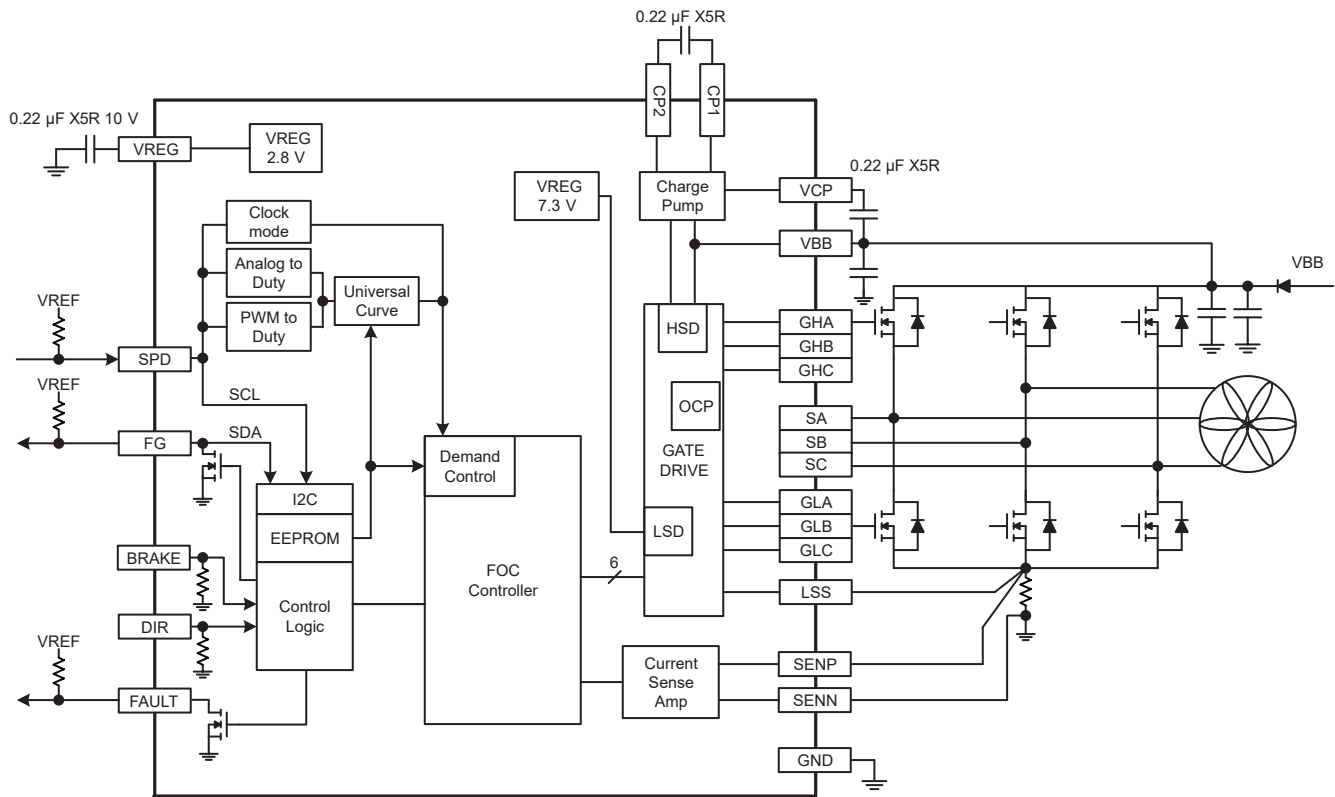 0.22 µF X5R
CP2
CP1
0.22 µF X5R 10 V
VREG
VREG
2.8 V
0.22 µF X5R
VREG
7.3 V
Charge
Pump
VCP
VBB
VBB
Clock
mode
Analog to
Duty
PWM to
Duty
Universal
Curve
VREF
SPD
VREF
FG
SCL
SDA
HSD
OCP
GATE
DRIVE
LSD
GHA
GHB
GHC
SA
SB
SC
GLA
GLB
GLC
LSS
Demand
Control
I2C
EEPROM
Control
Logic
FOC
Controller
6
BRAKE
DIR
VREF
FAULT
Current
Sense
Amp
SENP
SENN
GND